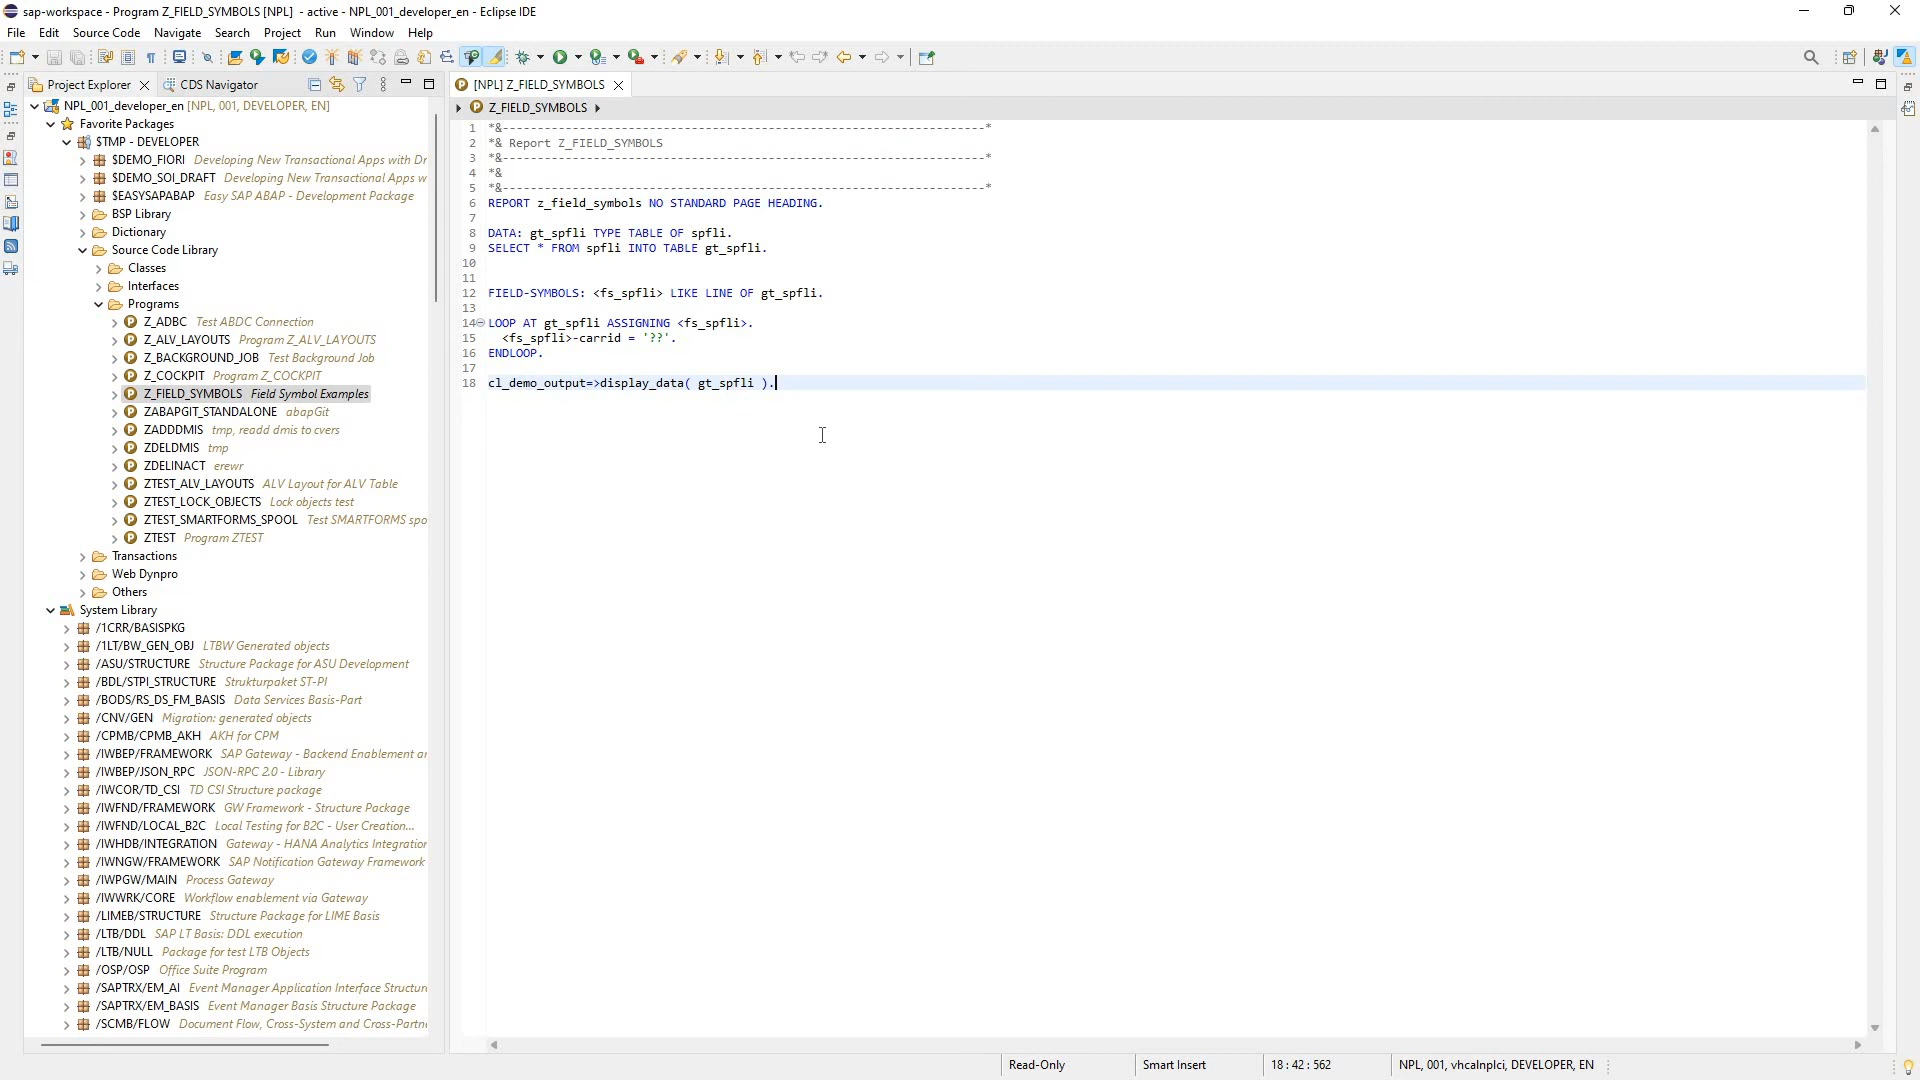 sap-workspace - Program Z_FIELD_SYMBOLS [NPL]  - active - NPL_001_developer_en - Eclipse IDE
File Edit Source Code Navigate Search Project Run Window Help
Project Explorer
CDS Navigator
[NPL] Z_FIELD_SYMBOLS
Z_FIELD_SYMBOLS
NPL_001_developer_en [NPL, 001, DEVELOPER, EN]
Favorite Packages
$TMP - DEVELOPER
$DEMO_FIORI Developing New Transactional Apps with Dr
$DEMO_SOI_DRAFT Developing New Transactional Apps w
$EASYSAPABAP Easy SAP ABAP - Development Package
BSP Library
Dictionary
Source Code Library
Classes
Interfaces
Programs
Z_ADBC Test ABDC Connection
Z_ALV_LAYOUTS Program Z_ALV_LAYOUTS
Z_BACKGROUND_JOB Test Background Job
Z_COCKPIT Program Z_COCKPIT
Z_FIELD_SYMBOLS Field Symbol Examples
ZABAPGIT_STANDALONE abapGit
ZADDDMIS tmp, readd dmis to cvers
ZDELDMIS tmp
ZDELINACT erewr
ZTEST_ALV_LAYOUTS ALV Layout for ALV Table
ZTEST_LOCK_OBJECTS Lock objects test
ZTEST_SMARTFORMS_SPOOL Test SMARTFORMS spo
ZTEST Program ZTEST
Transactions
Web Dynpro
Others
System Library
/1CRR/BASISPKG
/1LT/BW_GEN_OBJ LTBW Generated objects
/ASU/STRUCTURE Structure Package for ASU Development
/BDL/STPI_STRUCTURE Strukturpaket ST-PI
/BODS/RS_DS_FM_BASIS Data Services Basis-Part
/CNV/GEN Migration: generated objects
/CPMB/CPMB_AKH AKH for CPM
/IWBEP/FRAMEWORK SAP Gateway - Backend Enablement ar
/IWBEP/JSON_RPC JSON-RPC 2.0 - Library
/IWCOR/TD_CSI TD CSI Structure package
/IWFND/FRAMEWORK GW Framework - Structure Package
/IWFND/LOCAL_B2C Local Testing for B2C - User Creation...
/IWHDB/INTEGRATION Gateway - HANA Analytics Integration
/IWNGW/FRAMEWORK SAP Notification Gateway Framework
/IWPGW/MAIN Process Gateway
/IWWRK/CORE Workflow enablement via Gateway
/LIMEB/STRUCTURE Structure Package for LIME Basis
/LTB/DDL SAP LT Basis: DDL execution
/LTB/NULL Package for test LTB Objects
/OSP/OSP Office Suite Program
/SAPTRX/EM_AI Event Manager Application Interface Structure
/SAPTRX/EM_BASIS Event Manager Basis Structure Package
/SCMB/FLOW Document Flow, Cross-System and Cross-Partn
1 *&---------------------------------------------------------------------*
2 *& Report Z_FIELD_SYMBOLS
3 *&---------------------------------------------------------------------*
4 *&
5 *&---------------------------------------------------------------------*
6 REPORT z_field_symbols NO STANDARD PAGE HEADING.
7
8 DATA: gt_spfli TYPE TABLE OF spfli.
9 SELECT * FROM spfli INTO TABLE gt_spfli.
10
11
12 FIELD-SYMBOLS: <fs_spfli> LIKE LINE OF gt_spfli.
13
14 LOOP AT gt_spfli ASSIGNING <fs_spfli>.
15   <fs_spfli>-carrid = '??'.
16 ENDLOOP.
17
18 cl_demo_output=>display_data( gt_spfli ).
Read-Only Smart Insert 18 : 42 : 562 NPL, 001, vhcalnplci, DEVELOPER, EN